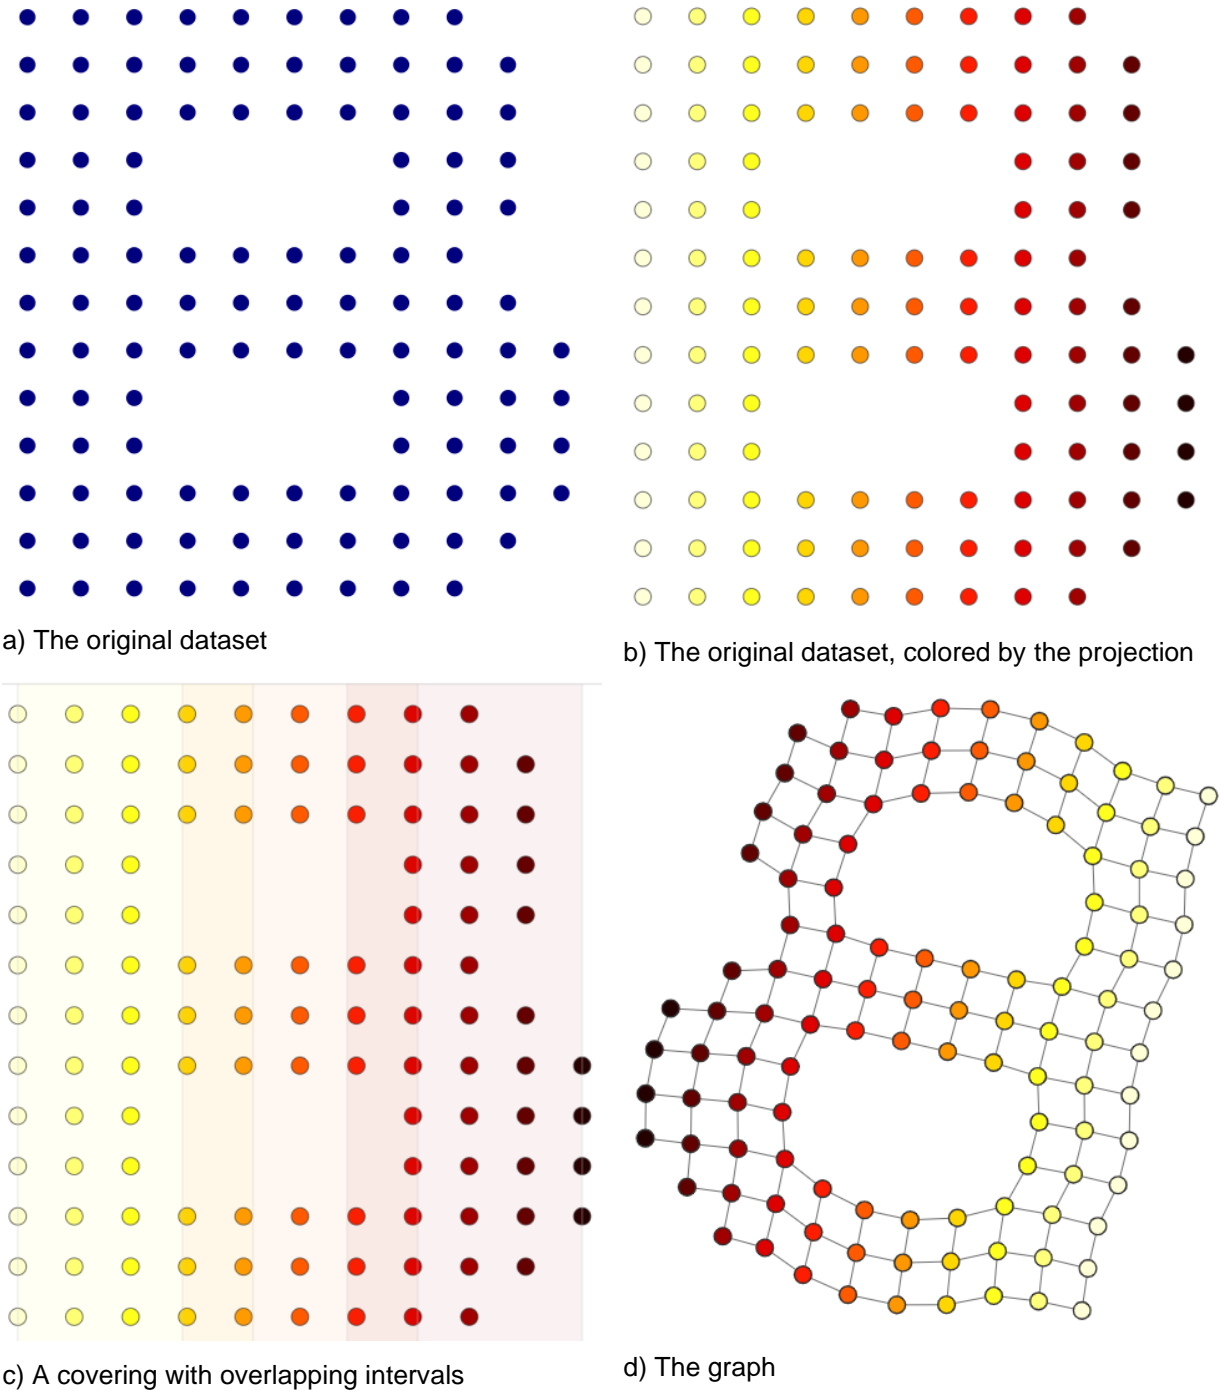 a) The original dataset
b) The original dataset, colored by the projection
c) A covering with overlapping intervals
d) The graph